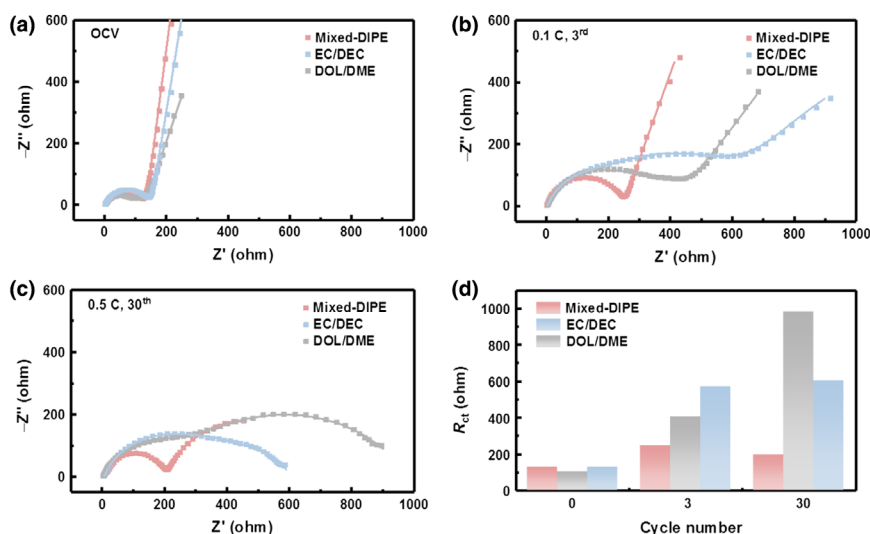 (a)
OCV
Mixed-DIPE
EC/DEC
DOL/DME
600
400
200
0
−Z'' (ohm)
0 200 400 600 800 1000
Z' (ohm)
(b)
0.1 C, 3rd
Mixed-DIPE
EC/DEC
DOL/DME
600
400
200
0
−Z'' (ohm)
0 200 400 600 800 1000
Z' (ohm)
(c)
0.5 C, 30th
Mixed-DIPE
EC/DEC
DOL/DME
600
400
200
0
−Z'' (ohm)
0 200 400 600 800 1000
Z' (ohm)
(d)
Mixed-DIPE
EC/DEC
DOL/DME
1000
800
600
400
200
0
Rct (ohm)
0 3 30
Cycle number